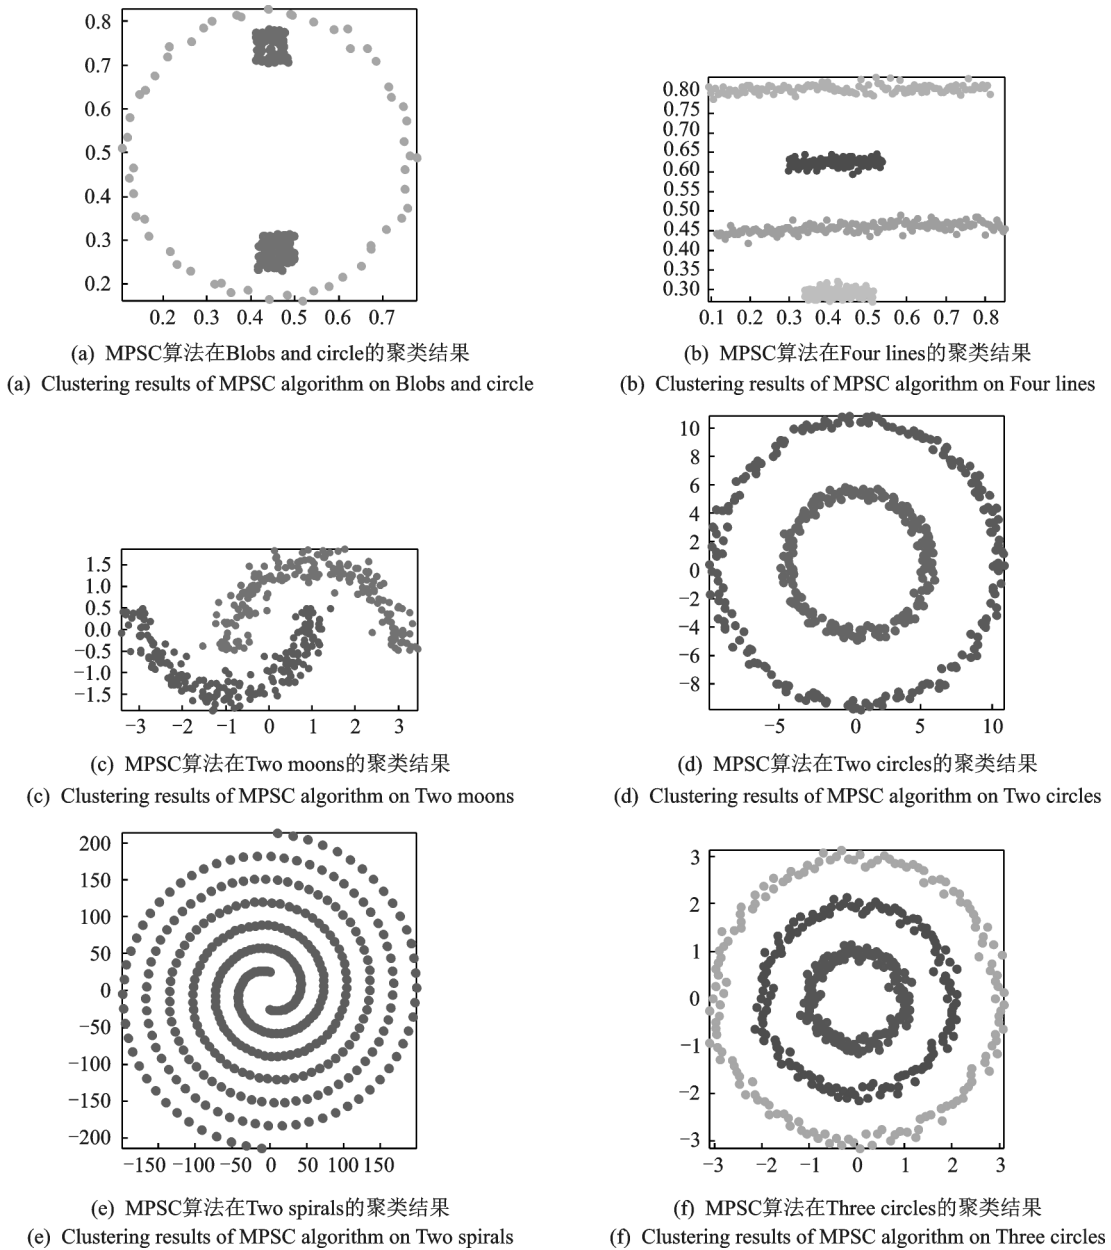 0.8
0.7
0.6
0.5
0.4
0.3
0.2
0.2 0.3 0.4 0.5 0.6 0.7
(a) MPSC算法在Blobs and circle的聚类结果
(a) Clustering results of MPSC algorithm on Blobs and circle
0.80
0.75
0.70
0.65
0.60
0.55
0.50
0.45
0.40
0.35
0.30
0.1 0.2 0.3 0.4 0.5 0.6 0.7 0.8
(b) MPSC算法在Four lines的聚类结果
(b) Clustering results of MPSC algorithm on Four lines
1.5
1.0
0.5
0.0
−0.5
−1.0
−1.5
−3 −2 −1 0 1 2 3
(c) MPSC算法在Two moons的聚类结果
(c) Clustering results of MPSC algorithm on Two moons
10
8
6
4
2
0
−2
−4
−6
−8
−5 0 5 10
(d) MPSC算法在Two circles的聚类结果
(d) Clustering results of MPSC algorithm on Two circles
200
150
100
50
0
−50
−100
−150
−200
−150 −100 −50 0 50 100 150
(e) MPSC算法在Two spirals的聚类结果
(e) Clustering results of MPSC algorithm on Two spirals
3
2
1
0
−1
−2
−3
−3 −2 −1 0 1 2 3
(f) MPSC算法在Three circles的聚类结果
(f) Clustering results of MPSC algorithm on Three circles